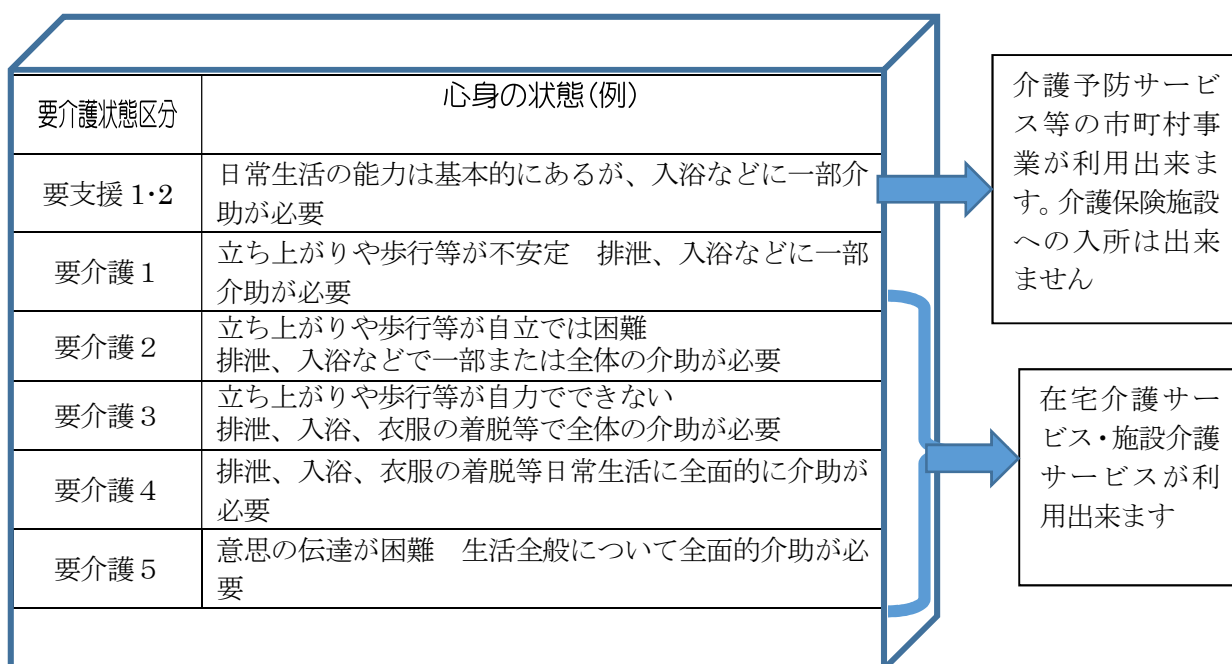 要介護状態区分
心身の状態(例)
要支援 1・2
日常生活の能力は基本的にあるが、入浴などに一部介
助が必要
要介護 1
立ち上がりや歩行等が不安定　排泄、入浴などに一部
介助が必要
要介護 2
立ち上がりや歩行等が自立では困難
排泄、入浴などで一部または全体の介助が必要
要介護 3
立ち上がりや歩行等が自力でできない
排泄、入浴、衣服の着脱等で全体の介助が必要
要介護 4
排泄、入浴、衣服の着脱等日常生活に全面的に介助が
必要
要介護 5
意思の伝達が困難　生活全般について全面的介助が必
要
介護予防サービ
ス等の市町村事
業が利用出来ま
す。介護保険施設
への入所は出来
ません
在宅介護サー
ビス・施設介護
サービスが利
用出来ます